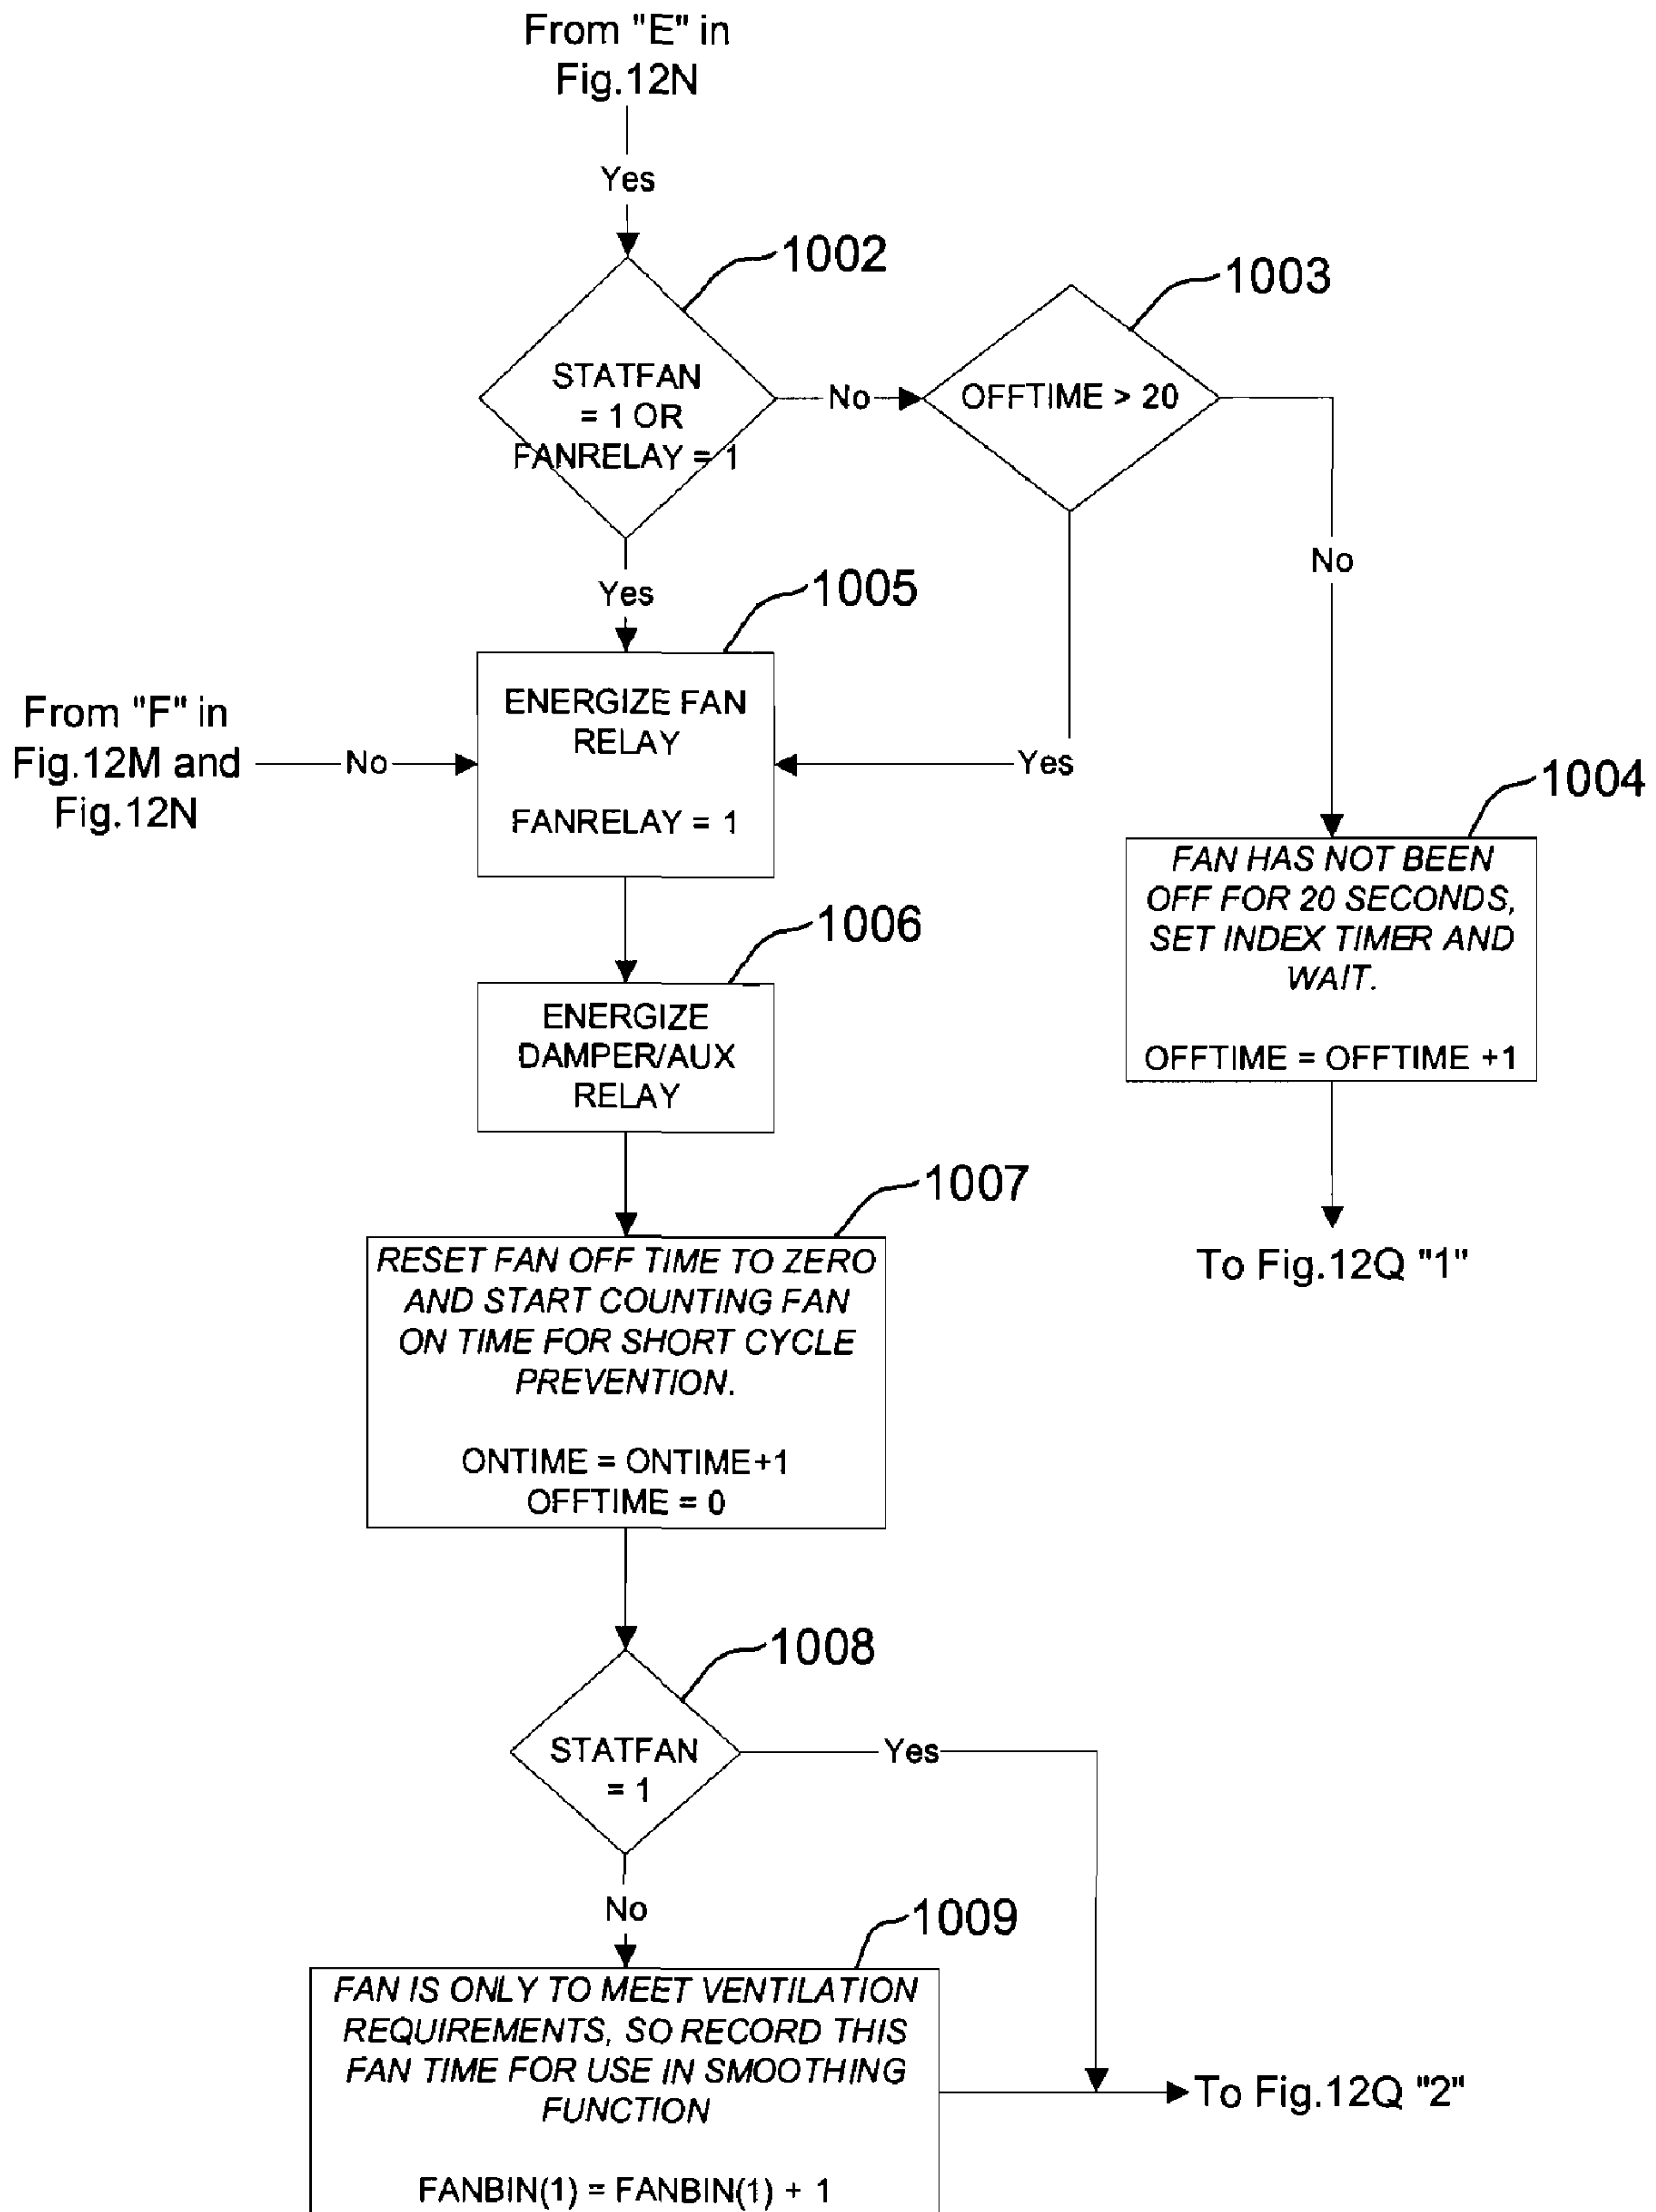 From "E" in
Fig.12N
Yes
1002
1003
STATFAN
= 1 OR
FANRELAY = 1
No
OFFTIME > 20
No
Yes
1005
From "F" in
Fig.12M and
Fig.12N
No
ENERGIZE FAN
RELAY
FANRELAY = 1
Yes
1004
FAN HAS NOT BEEN
OFF FOR 20 SECONDS,
SET INDEX TIMER AND
WAIT.
OFFTIME = OFFTIME +1
1006
ENERGIZE
DAMPER/AUX
RELAY
To Fig.12Q "1"
1007
RESET FAN OFF TIME TO ZERO
AND START COUNTING FAN
ON TIME FOR SHORT CYCLE
PREVENTION.
ONTIME = ONTIME+1
OFFTIME = 0
1008
STATFAN
= 1
Yes
No
1009
FAN IS ONLY TO MEET VENTILATION
REQUIREMENTS, SO RECORD THIS
FAN TIME FOR USE IN SMOOTHING
FUNCTION
FANBIN(1) = FANBIN(1) + 1
To Fig.12Q "2"